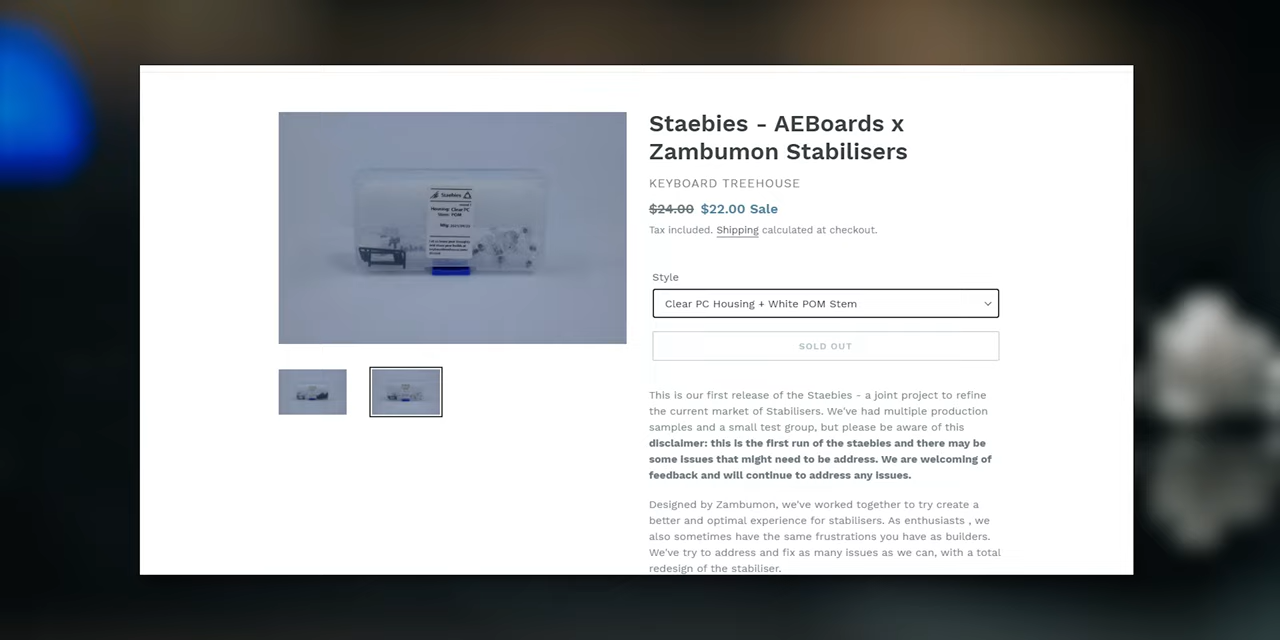 Staebies - AEBoards x
Zambumon Stabilisers
KEYBOARD TREEHOUSE
$24.00 $22.00 Sale
Tax included. Shipping calculated at checkout.
Style
Clear PC Housing + White POM Stem
SOLD OUT
This is our first release of the Staebies - a joint project to refine
the current market of Stabilisers. We've had multiple production
samples and a small test group, but please be aware of this
disclaimer: this is the first run of the staebies and there may be
some issues that might need to be address. We are welcoming of
feedback and will continue to address any issues.
Designed by Zambumon, we've worked together to try create a
better and optimal experience for stabilisers. As enthusiasts , we
also sometimes have the same frustrations you have as builders.
We've try to address and fix as many issues as we can, with a total
redesign of the stabiliser.
Staebies
Housing: Clear PC
Stem: POM